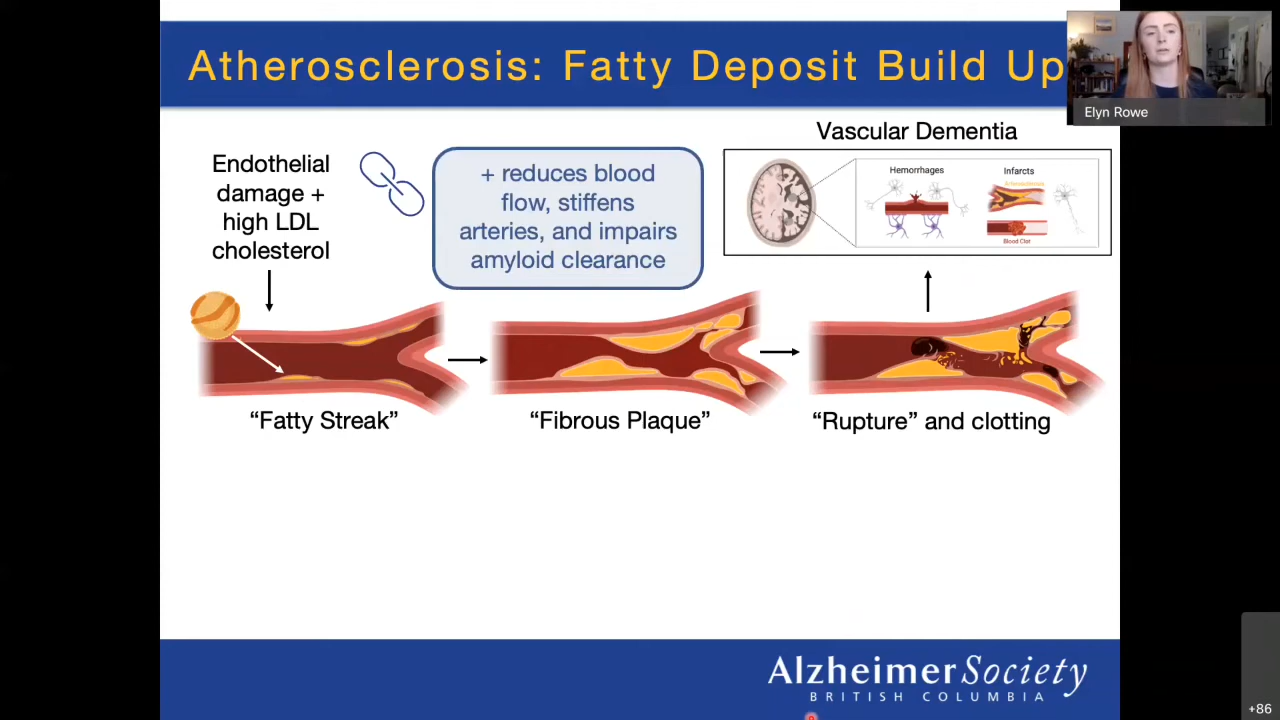 Atherosclerosis: Fatty Deposit Build Up
Elyn Rowe
Endothelial
damage +
high LDL
cholesterol
+ reduces blood
flow, stiffens
arteries, and impairs
amyloid clearance
Vascular Dementia
Hemorrhages
Infarcts
Atherosclerosis
Blood Clot
“Fatty Streak”
“Fibrous Plaque”
“Rupture” and clotting
Alzheimer Society
BRITISH COLUMBIA
+86